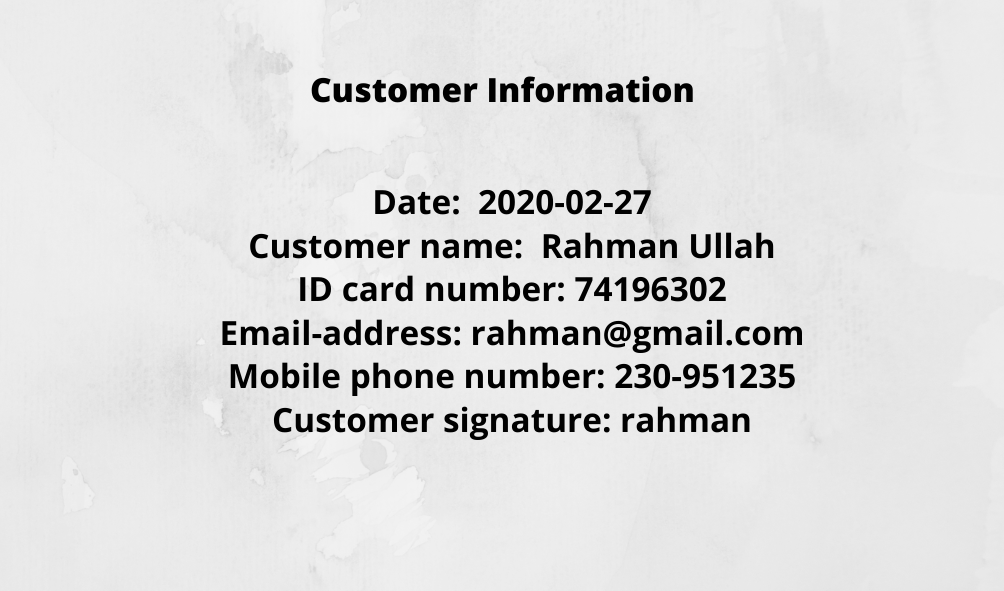 Customer Information
Date: 2020-02-27
Customer name: Rahman Ullah
ID card number: 74196302
Email-address: rahman@gmail.com
Mobile phone number: 230-951235
Customer signature: rahman